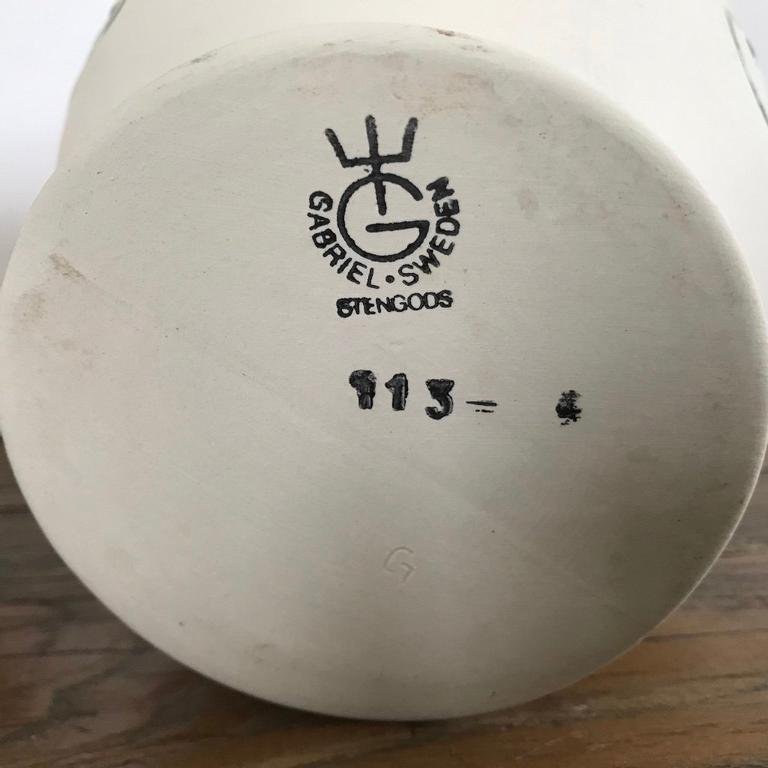 G
GABRIEL • SWEDEN
STENGODS
113 –
G